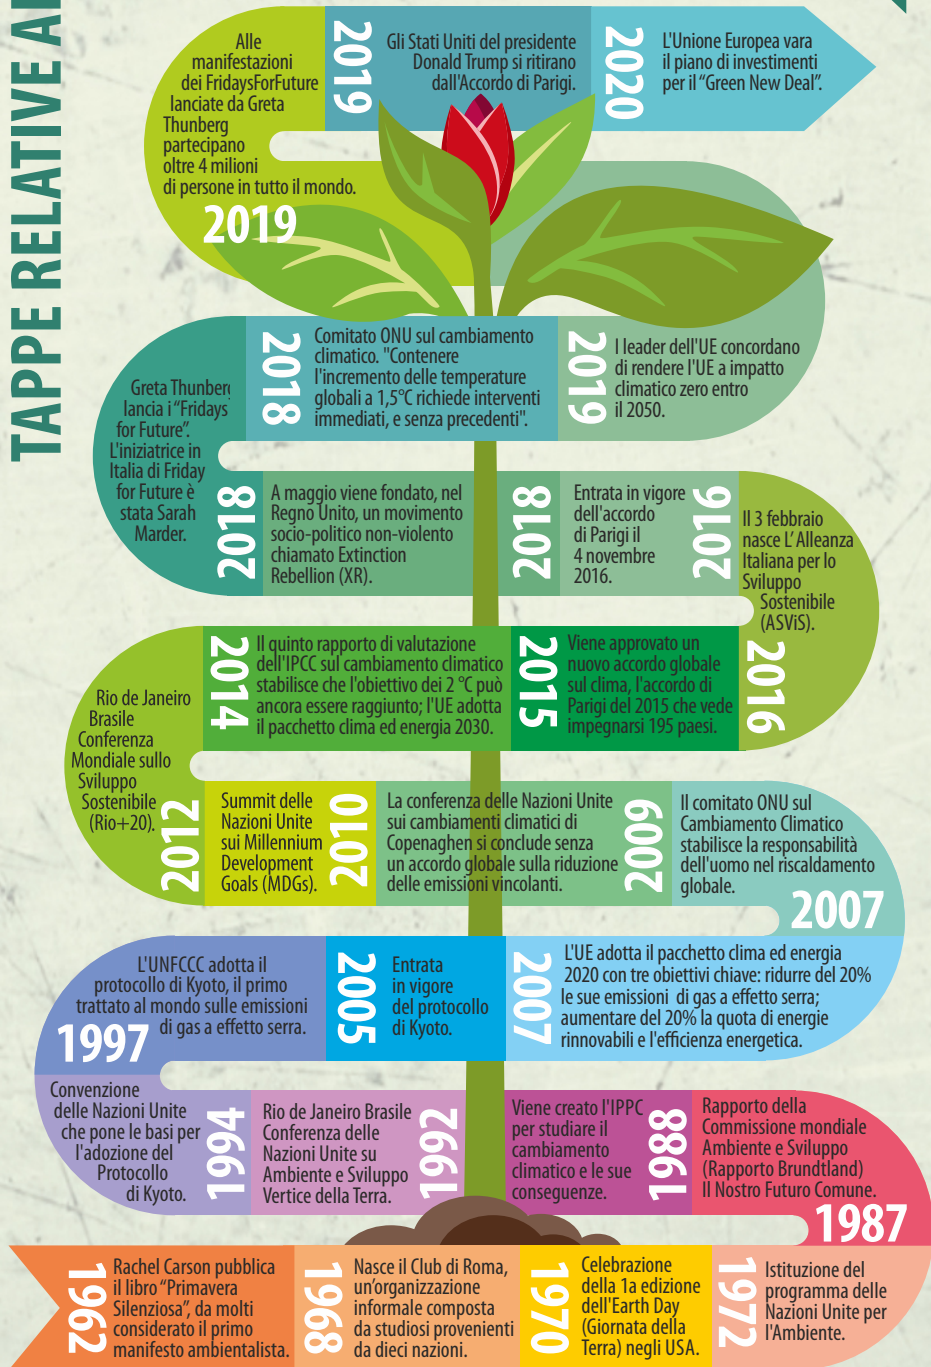 TAPPE RELATIVE
Alle
manifestazioni
dei FridaysForFuture
lanciate da Greta
Thunberg
partecipano
oltre 4 milioni
di persone in tutto il mondo.
2019
2019
Gli Stati Uniti del presidente
Donald Trump si ritirano
dall'Accordo di Parigi.
2020
L'Unione Europea vara
il piano di investimenti
per il “Green New Deal”.
Greta Thunberg
lancia i “Fridays
for Future”.
L'iniziatrice in
Italia di Friday
for Future è
stata Sarah
Marder.
2018
2018
Comitato ONU sul cambiamento
climatico. "Contenere
l'incremento delle temperature
globali a 1,5°C richiede interventi
immediati, e senza precedenti".
2019
I leader dell'UE concordano
di rendere l'UE a impatto
climatico zero entro
il 2050.
A maggio viene fondato, nel
Regno Unito, un movimento
socio-politico non-violento
chiamato Extinction
Rebellion (XR).
2018
Entrata in vigore
dell'accordo
di Parigi il
4 novembre
2016.
2016
Il 3 febbraio
nasce L’ Alleanza
Italiana per lo
Sviluppo
Sostenibile
(ASViS).
2016
Rio de Janeiro
Brasile
Conferenza
Mondiale sullo
Sviluppo
Sostenibile
(Rio+20).
2012
2014
Il quinto rapporto di valutazione
dell'IPCC sul cambiamento climatico
stabilisce che l'obiettivo dei 2 °C può
ancora essere raggiunto; l'UE adotta
il pacchetto clima ed energia 2030.
2015
Viene approvato un
nuovo accordo globale
sul clima, l'accordo di
Parigi del 2015 che vede
impegnarsi 195 paesi.
Summit delle
Nazioni Unite
sui Millennium
Development
Goals (MDGs).
2010
La conferenza delle Nazioni Unite
sui cambiamenti climatici di
Copenaghen si conclude senza
un accordo globale sulla riduzione
delle emissioni vincolanti.
2009
Il comitato ONU sul
Cambiamento Climatico
stabilisce la responsabilità
dell'uomo nel riscaldamento
globale.
2007
L'UNFCCC adotta il
protocollo di Kyoto, il primo
trattato al mondo sulle emissioni
di gas a effetto serra.
1997
2005
Entrata
in vigore
del protocollo
di Kyoto.
2007
L'UE adotta il pacchetto clima ed energia
2020 con tre obiettivi chiave: ridurre del 20%
le sue emissioni di gas a effetto serra;
aumentare del 20% la quota di energie
rinnovabili e l'efficienza energetica.
Convenzione
delle Nazioni Unite
che pone le basi per
l'adozione del
Protocollo
di Kyoto.
1994
Rio de Janeiro Brasile
Conferenza delle
Nazioni Unite su
Ambiente e Sviluppo
Vertice della Terra.
1992
Viene creato l'IPPC
per studiare il
cambiamento
climatico e le sue
conseguenze.
1988
Rapporto della
Commissione mondiale
Ambiente e Sviluppo
(Rapporto Brundtland)
Il Nostro Futuro Comune.
1987
1962
Rachel Carson pubblica
il libro “Primavera
Silenziosa”, da molti
considerato il primo
manifesto ambientalista.
1968
Nasce il Club di Roma,
un’organizzazione
informale composta
da studiosi provenienti
da dieci nazioni.
1970
Celebrazione
della 1a edizione
dell'Earth Day
(Giornata della
Terra) negli USA.
1972
Istituzione del
programma delle
Nazioni Unite per
l'Ambiente.